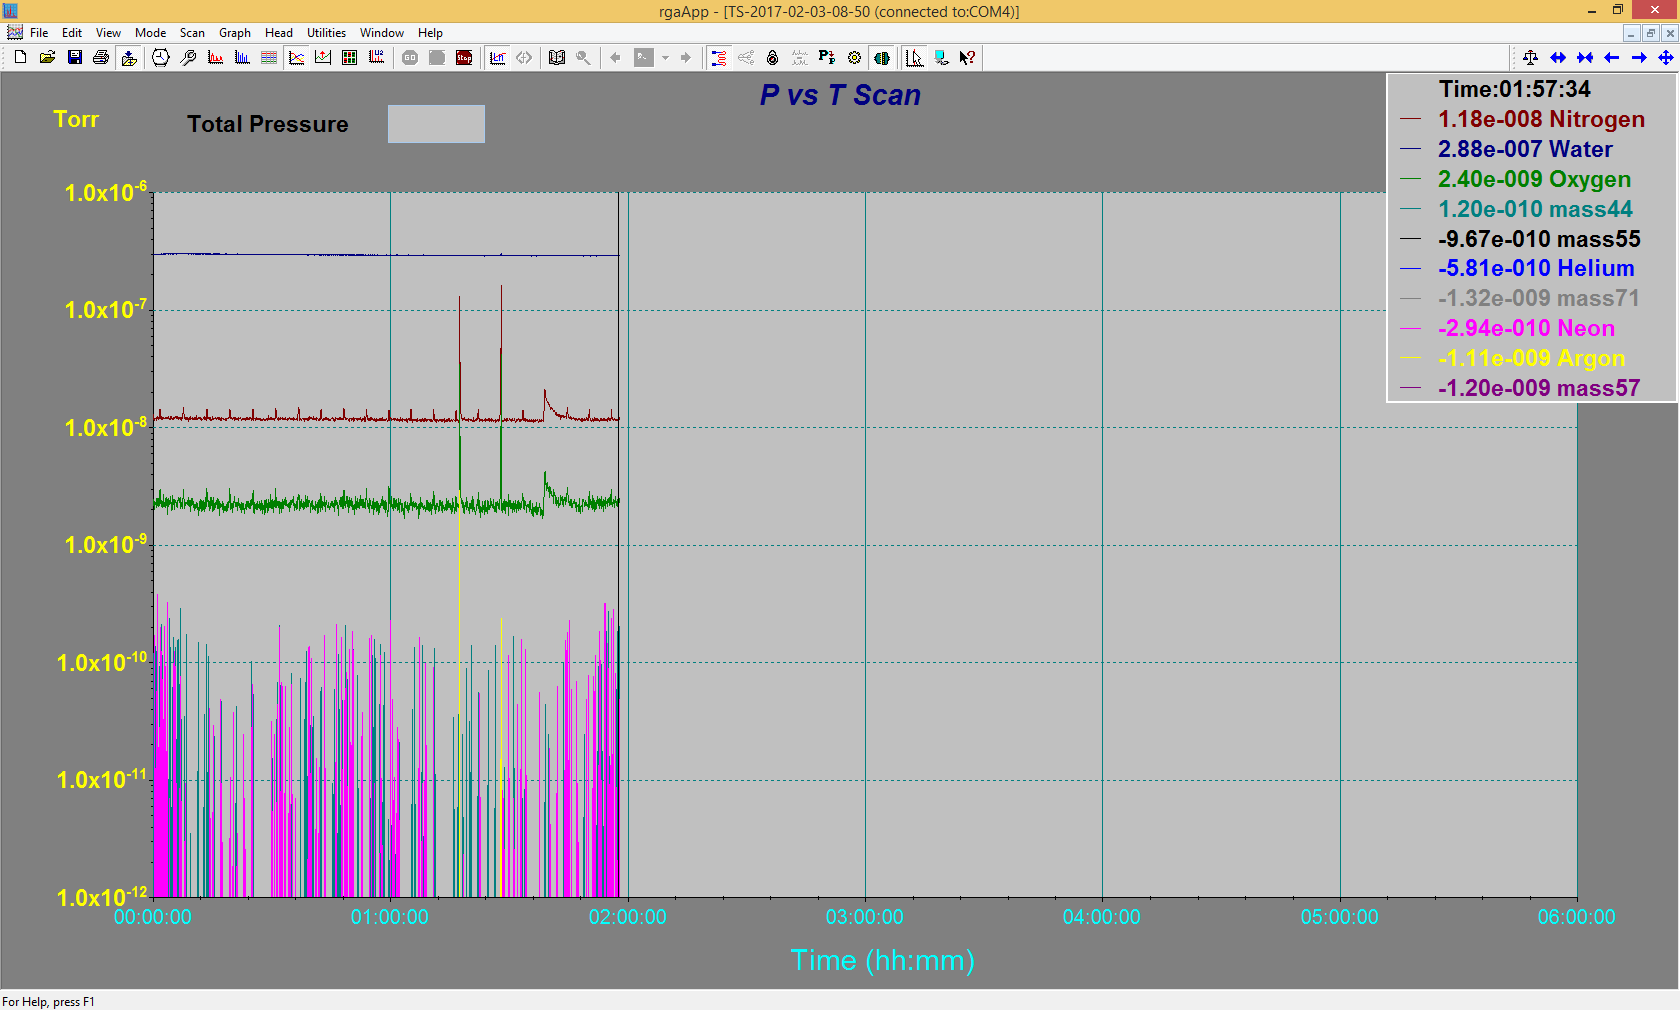 rgaApp - [TS-2017-02-03-08-50 (connected to:COM4)]
File Edit View Mode Scan Graph Head Utilities Window Help
GO Stop
P vs T Scan
Torr
Total Pressure
Time:01:57:34
1.18e-008 Nitrogen
2.88e-007 Water
2.40e-009 Oxygen
1.20e-010 mass44
-9.67e-010 mass55
-5.81e-010 Helium
-1.32e-009 mass71
-2.94e-010 Neon
-1.11e-009 Argon
-1.20e-009 mass57
1.0x10-6
1.0x10-7
1.0x10-8
1.0x10-9
1.0x10-10
1.0x10-11
1.0x10-12
00:00:00 01:00:00 02:00:00 03:00:00 04:00:00 05:00:00 06:00:00
Time (hh:mm)
For Help, press F1